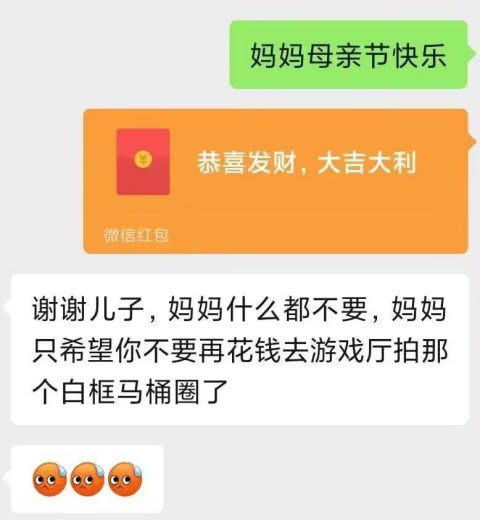 妈妈母亲节快乐
¥
恭喜发财，大吉大利
微信红包
谢谢儿子，妈妈什么都不要，妈妈
只希望你不要再花钱去游戏厅拍那
个白框马桶圈了